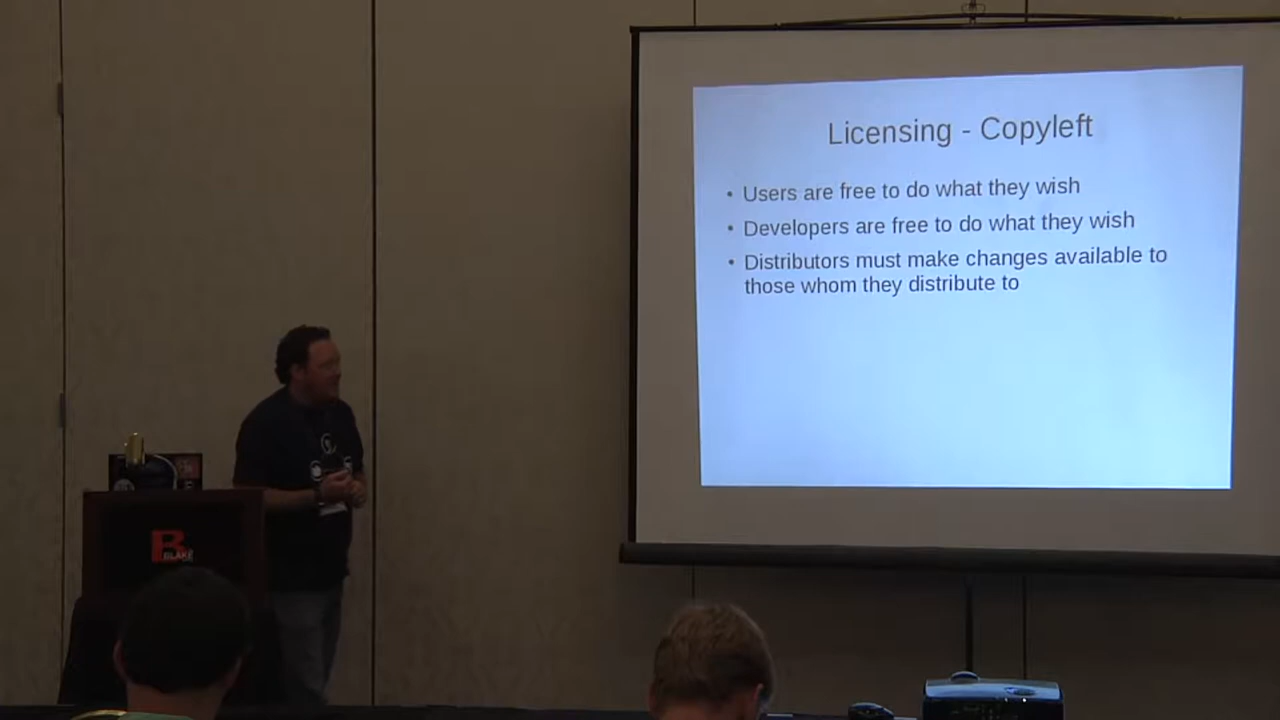 Licensing - Copyleft
• Users are free to do what they wish
• Developers are free to do what they wish
• Distributors must make changes available to
those whom they distribute to
B
BLAKE